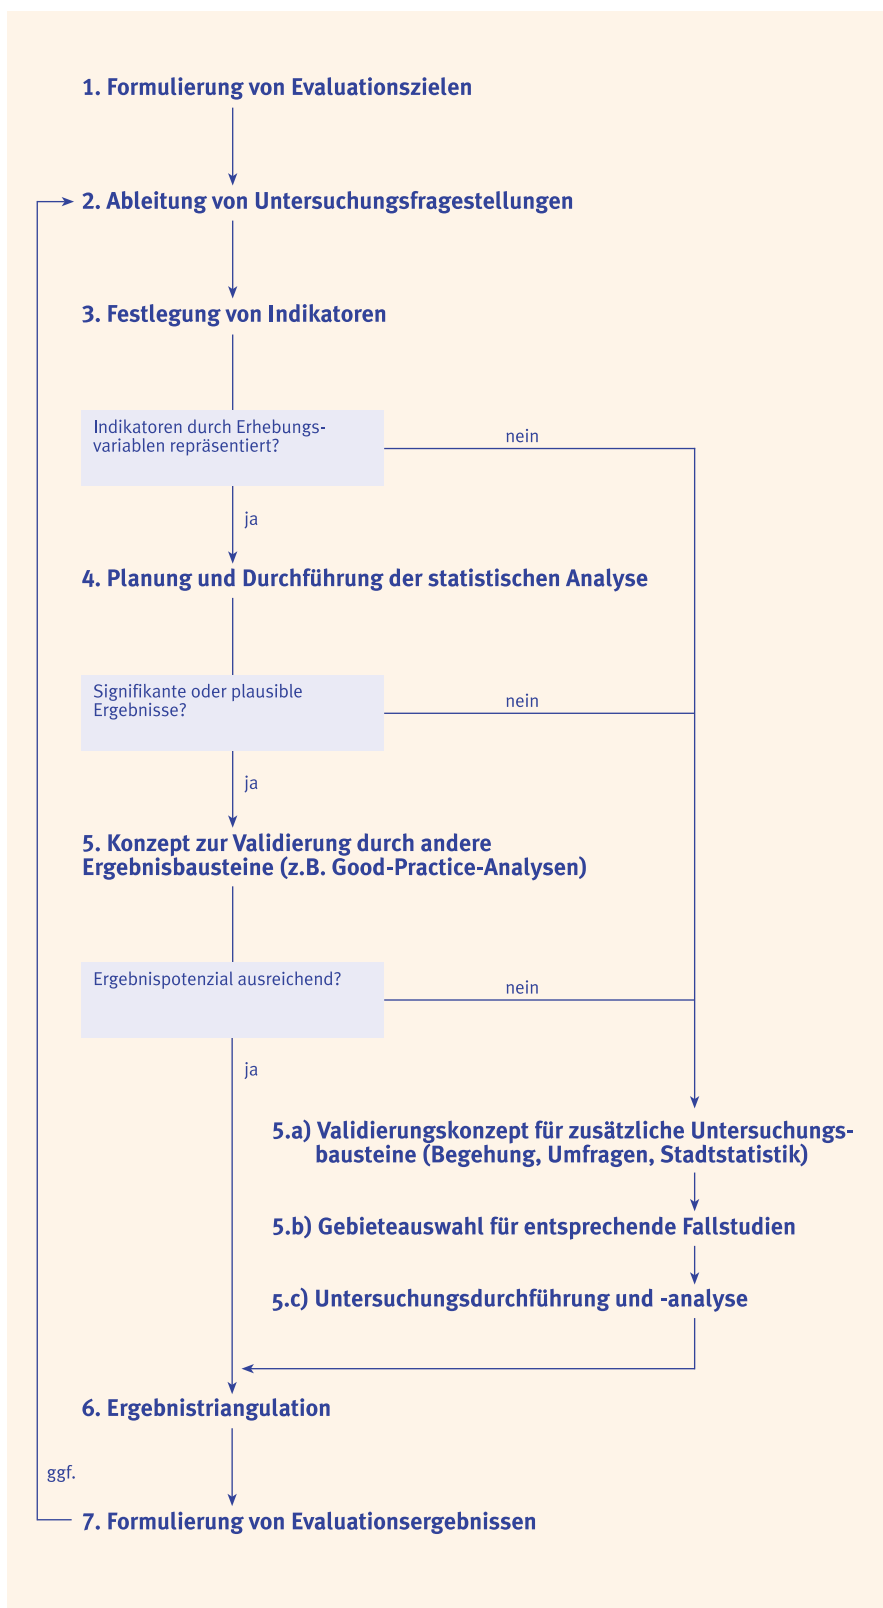 1. Formulierung von Evaluationszielen
2. Ableitung von Untersuchungsfragestellungen
3. Festlegung von Indikatoren
Indikatoren durch Erhebungs-
variablen repräsentiert?
nein
ja
4. Planung und Durchführung der statistischen Analyse
Signifikante oder plausible
Ergebnisse?
nein
ja
5. Konzept zur Validierung durch andere
Ergebnisbausteine (z.B. Good-Practice-Analysen)
Ergebnispotenzial ausreichend?
nein
ja
5.a) Validierungskonzept für zusätzliche Untersuchungs-
bausteine (Begehung, Umfragen, Stadtstatistik)
5.b) Gebieteauswahl für entsprechende Fallstudien
5.c) Untersuchungsdurchführung und -analyse
6. Ergebnistriangulation
ggf.
7. Formulierung von Evaluationsergebnissen